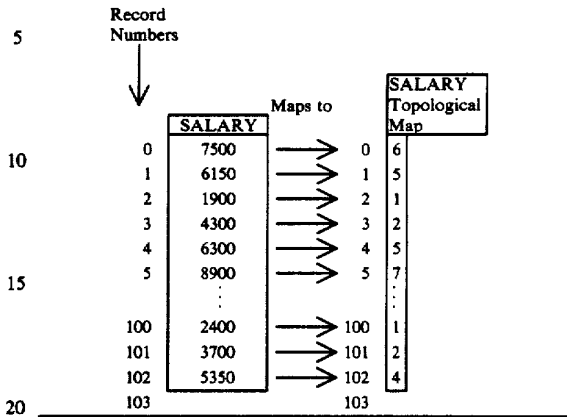 Record
5 Numbers
SALARY
Maps to Topological
SALARY Map
0 7500 0 6
10
1 6150 1 5
2 1900 2 1
3 4300 3 2
4 6300 4 5
5 8900 5 7
15
100 2400 100 1
101 3700 101 2
102 5350 102 4
20 103 103